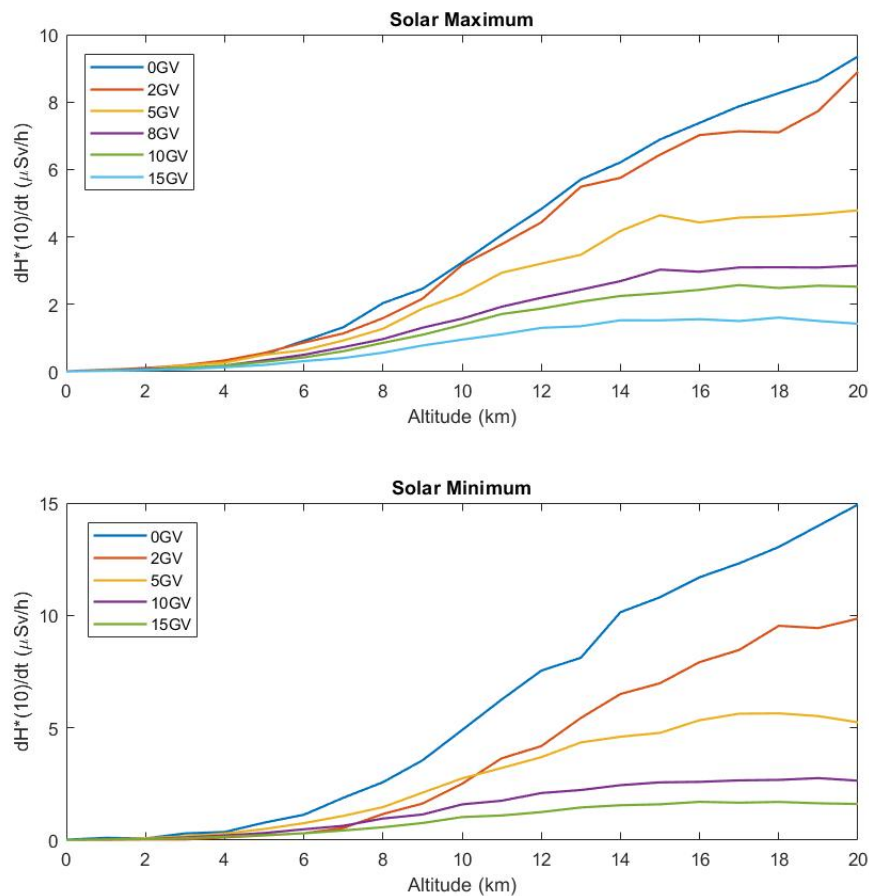 Solar Maximum
10
8
6
4
2
0
dH*(10)/dt (μSv/h)
0GV
2GV
5GV
8GV
10GV
15GV
0 2 4 6 8 10 12 14 16 18 20
Altitude (km)
Solar Minimum
15
10
5
0
dH*(10)/dt (μSv/h)
0GV
2GV
5GV
10GV
15GV
0 2 4 6 8 10 12 14 16 18 20
Altitude (km)